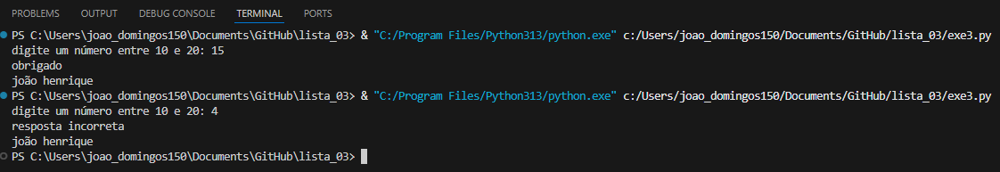 PROBLEMS OUTPUT DEBUG CONSOLE TERMINAL PORTS
PS C:\Users\joao_domingos150\Documents\GitHub\lista_03> & "C:/Program Files/Python313/python.exe" c:/Users/joao_domingos150/Documents/GitHub/lista_03/exe3.py
digite um número entre 10 e 20: 15
obrigado
joão henrique
PS C:\Users\joao_domingos150\Documents\GitHub\lista_03> & "C:/Program Files/Python313/python.exe" c:/Users/joao_domingos150/Documents/GitHub/lista_03/exe3.py
digite um número entre 10 e 20: 4
resposta incorreta
joão henrique
PS C:\Users\joao_domingos150\Documents\GitHub\lista_03>